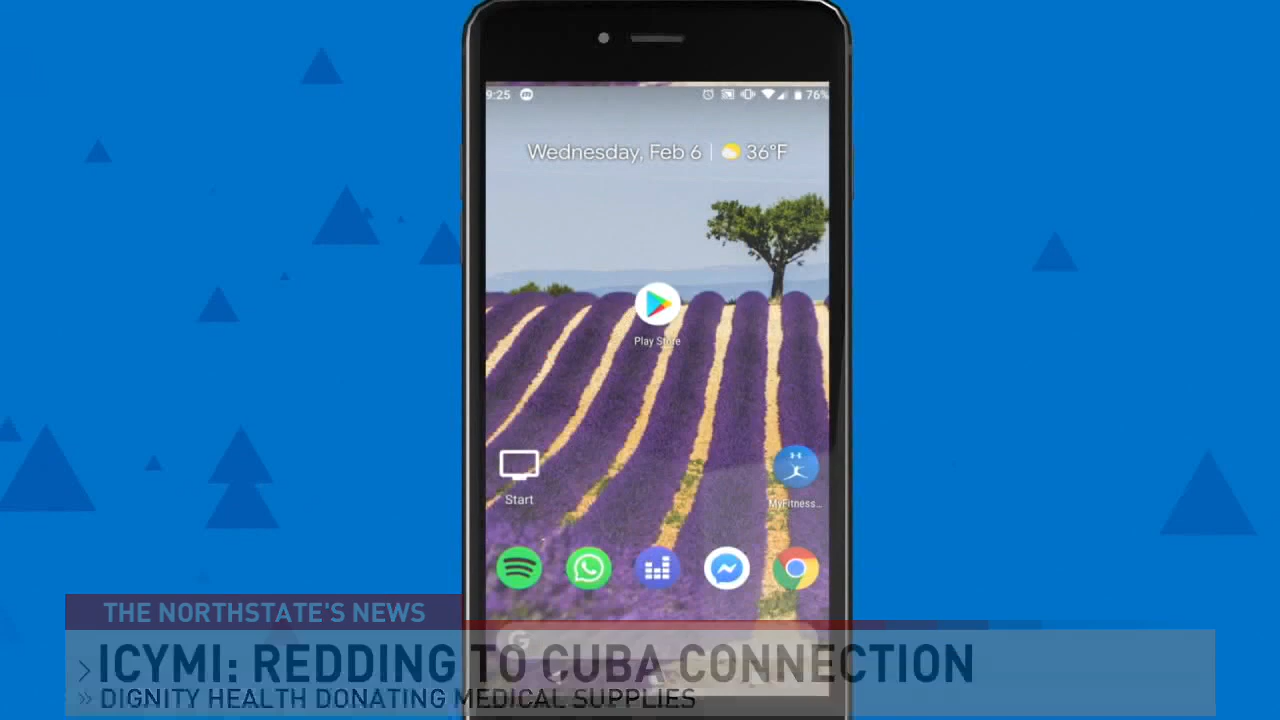 9:25 76%
Wednesday, Feb 6 | 36°F
Play Store
Start
MyFitness...
THE NORTHSTATE'S NEWS
ICYMI: REDDING TO CUBA CONNECTION
DIGNITY HEALTH DONATING MEDICAL SUPPLIES